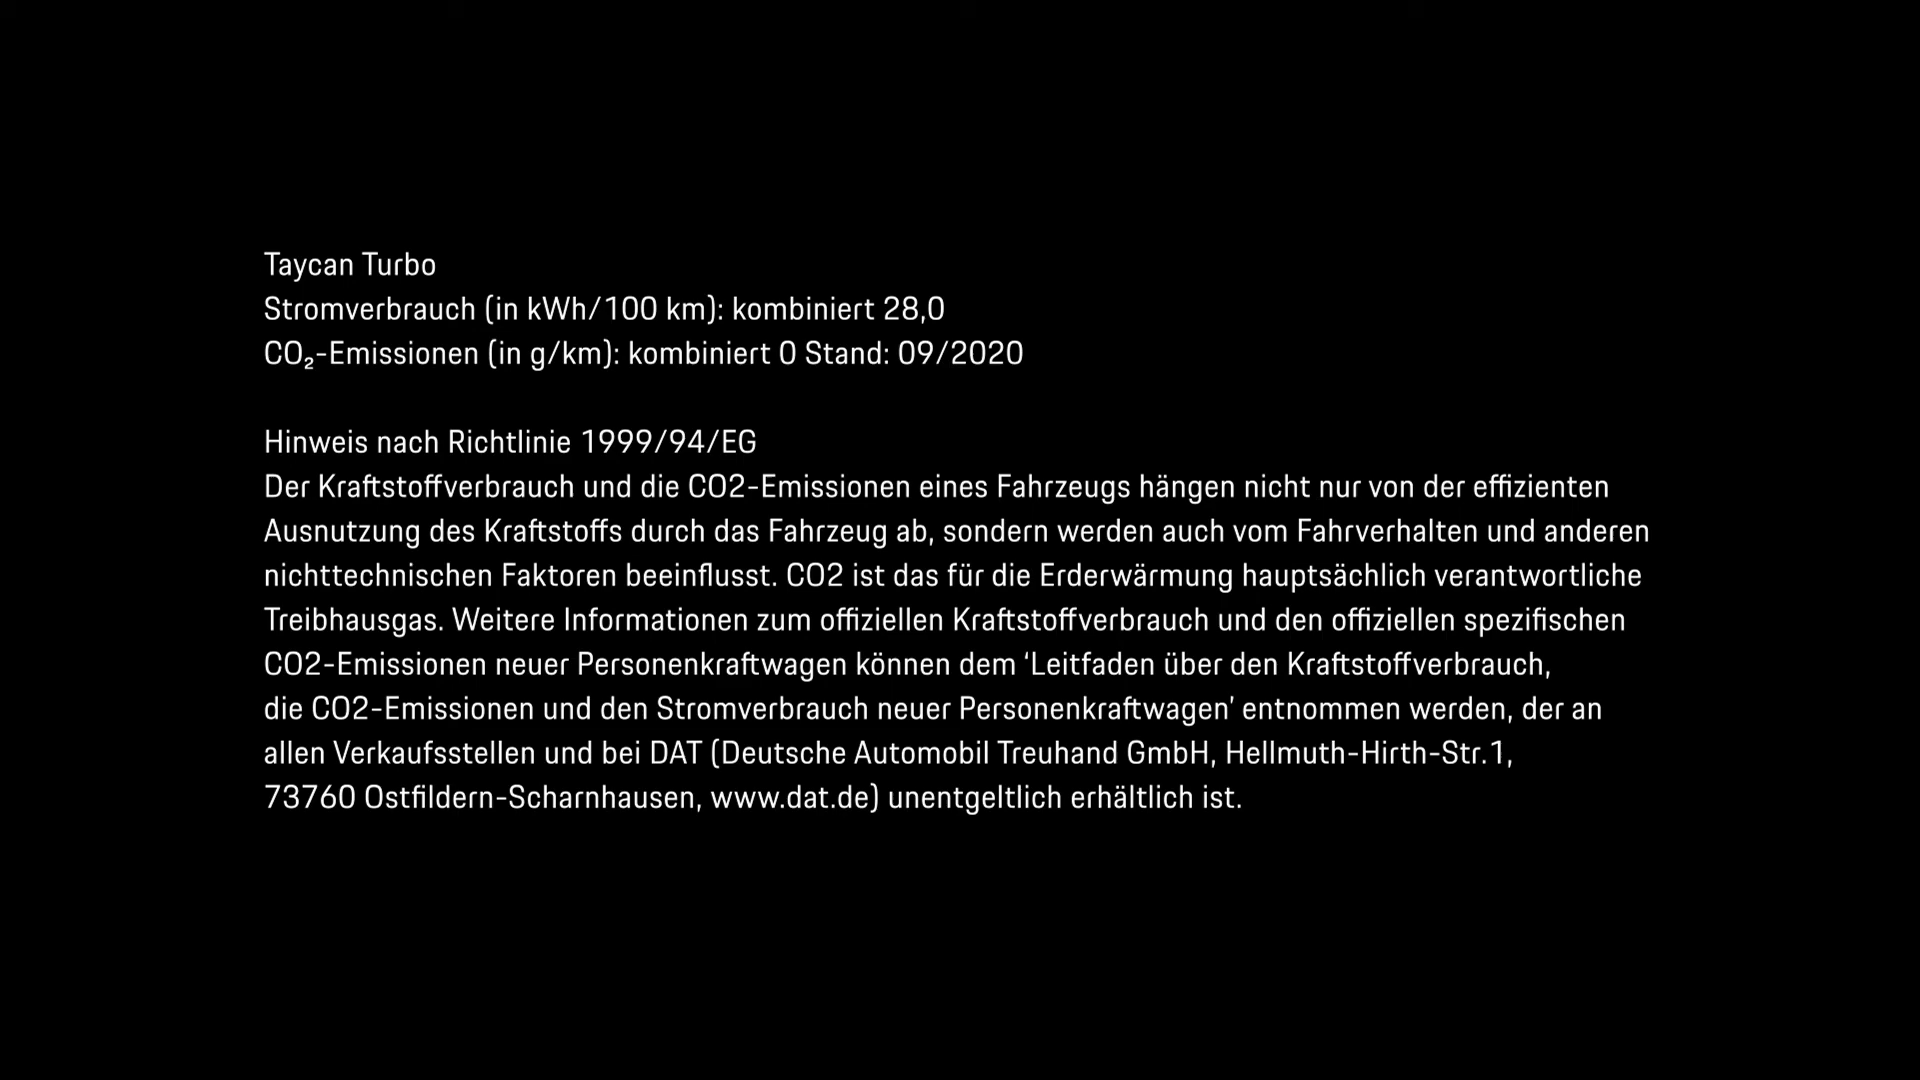 Taycan Turbo
Stromverbrauch (in kWh/100 km): kombiniert 28,0
CO₂-Emissionen (in g/km): kombiniert 0 Stand: 09/2020
Hinweis nach Richtlinie 1999/94/EG
Der Kraftstoffverbrauch und die CO2-Emissionen eines Fahrzeugs hängen nicht nur von der effizienten
Ausnutzung des Kraftstoffs durch das Fahrzeug ab, sondern werden auch vom Fahrverhalten und anderen
nichttechnischen Faktoren beeinflusst. CO2 ist das für die Erderwärmung hauptsächlich verantwortliche
Treibhausgas. Weitere Informationen zum offiziellen Kraftstoffverbrauch und den offiziellen spezifischen
CO2-Emissionen neuer Personenkraftwagen können dem ‘Leitfaden über den Kraftstoffverbrauch,
die CO2-Emissionen und den Stromverbrauch neuer Personenkraftwagen’ entnommen werden, der an
allen Verkaufsstellen und bei DAT (Deutsche Automobil Treuhand GmbH, Hellmuth-Hirth-Str.1,
73760 Ostfildern-Scharnhausen, www.dat.de) unentgeltlich erhältlich ist.